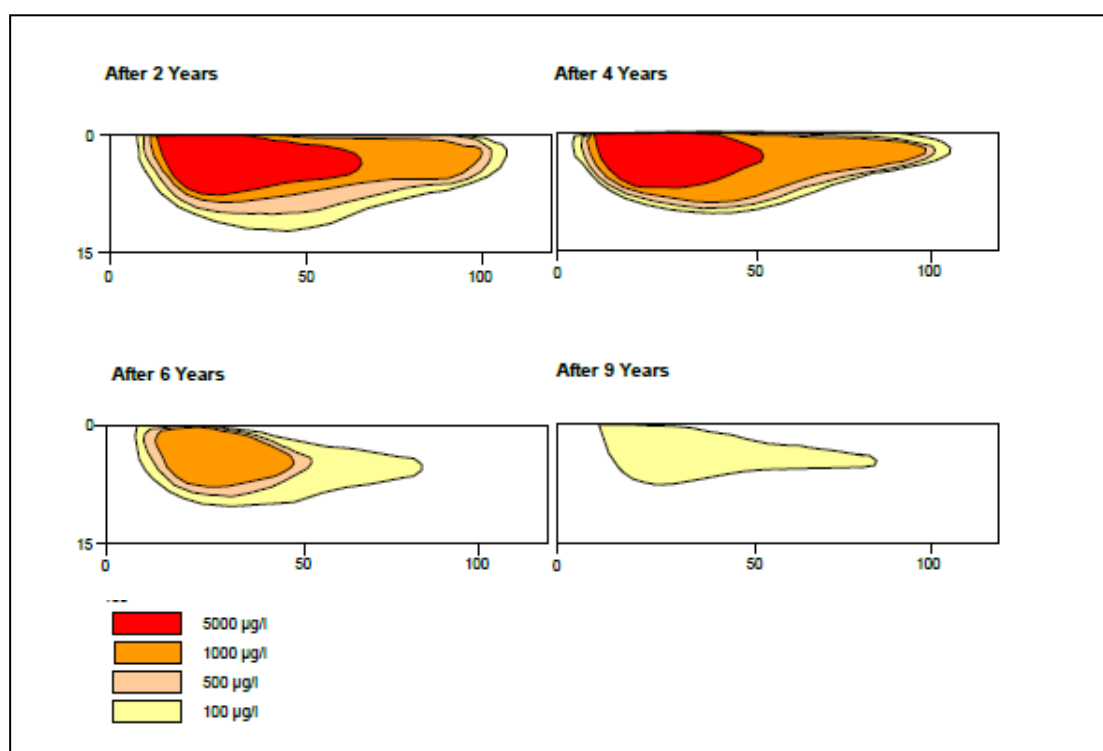 After 2 Years
After 4 Years
0
15
0 50 100
0 50 100
After 6 Years
After 9 Years
0
15
0 50 100
0 50 100
5000 µg/l
1000 µg/l
500 µg/l
100 µg/l